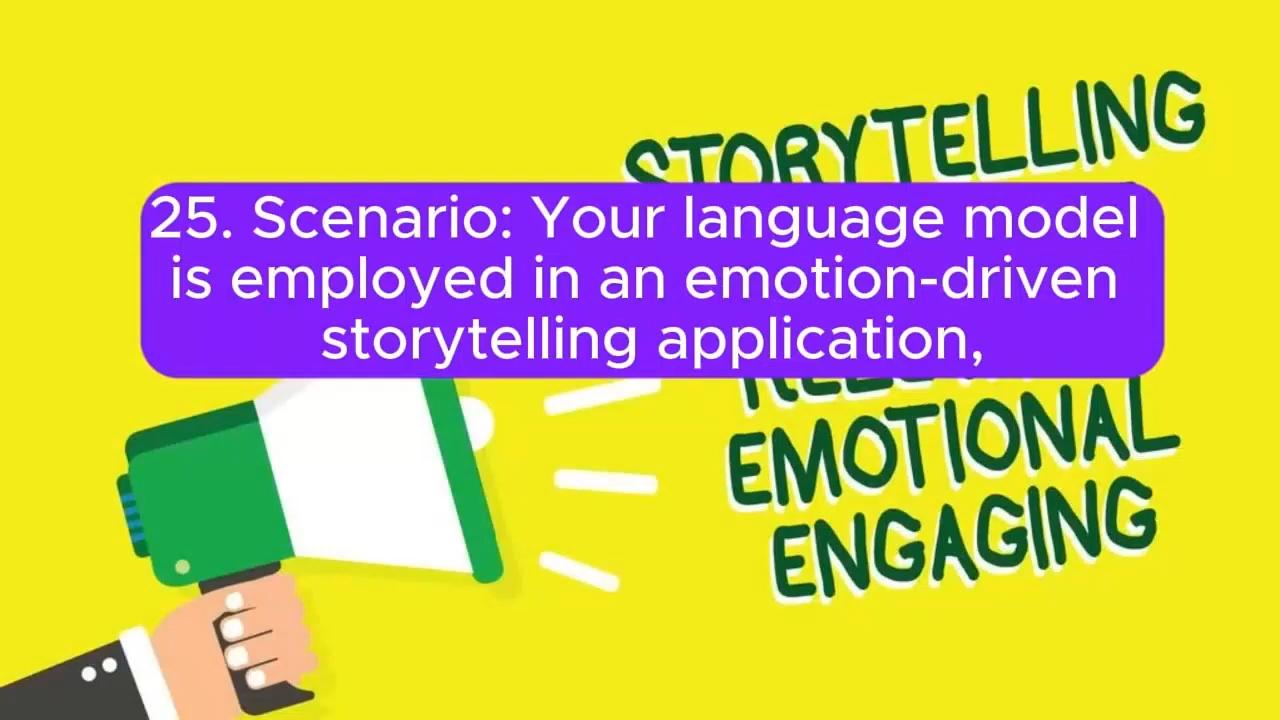 STORYTELLING
25. Scenario: Your language model
is employed in an emotion-driven
storytelling application,
EMOTIONAL
ENGAGING